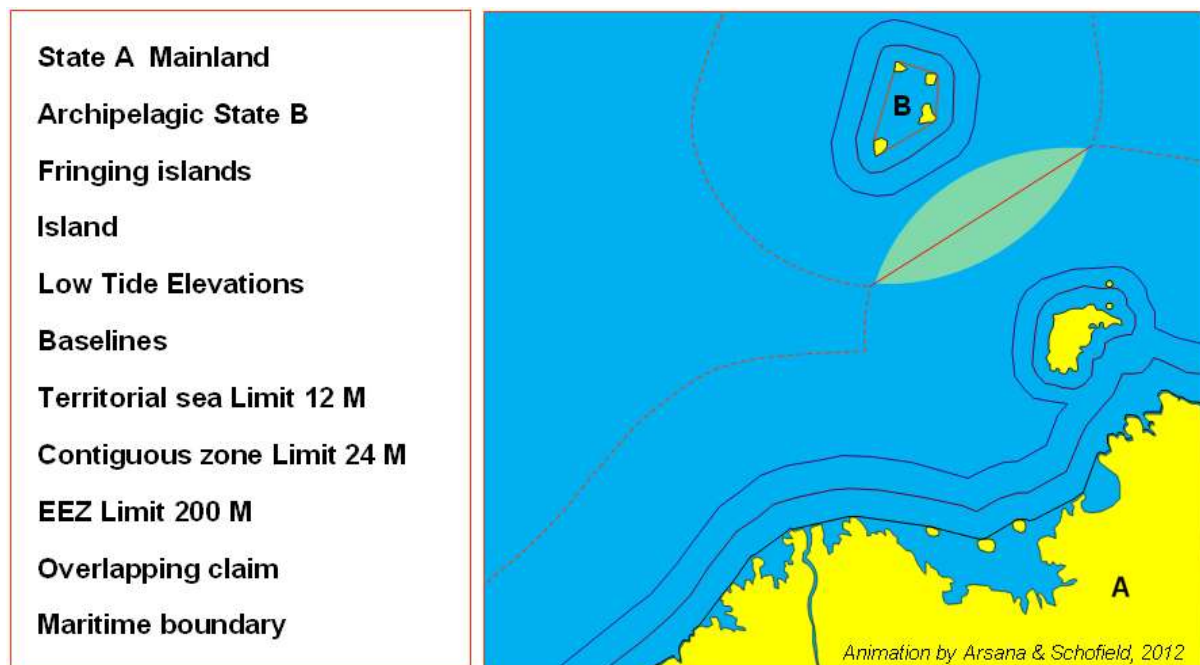 State A Mainland
Archipelagic State B
Fringing islands
Island
Low Tide Elevations
Baselines
Territorial sea Limit 12 M
Contiguous zone Limit 24 M
EEZ Limit 200 M
Overlapping claim
Maritime boundary
B
A
Animation by Arsana & Schofield, 2012